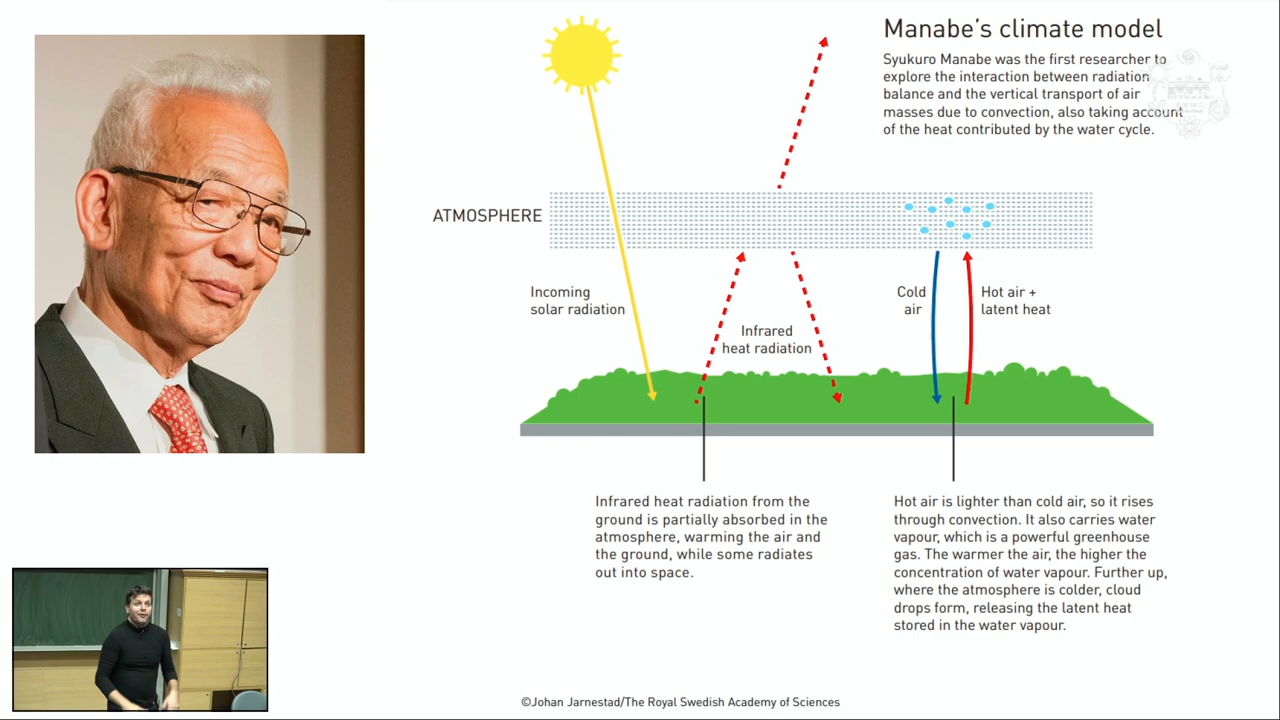 Manabe's climate model
Syukuro Manabe was the first researcher to
explore the interaction between radiation
balance and the vertical transport of air
masses due to convection, also taking account
of the heat contributed by the water cycle.
ATMOSPHERE
Incoming
solar radiation
Infrared
heat radiation
Cold
air
Hot air +
latent heat
Infrared heat radiation from the
ground is partially absorbed in the
atmosphere, warming the air and
the ground, while some radiates
out into space.
Hot air is lighter than cold air, so it rises
through convection. It also carries water
vapour, which is a powerful greenhouse
gas. The warmer the air, the higher the
concentration of water vapour. Further up,
where the atmosphere is colder, cloud
drops form, releasing the latent heat
stored in the water vapour.
©Johan Jarnestad/The Royal Swedish Academy of Sciences